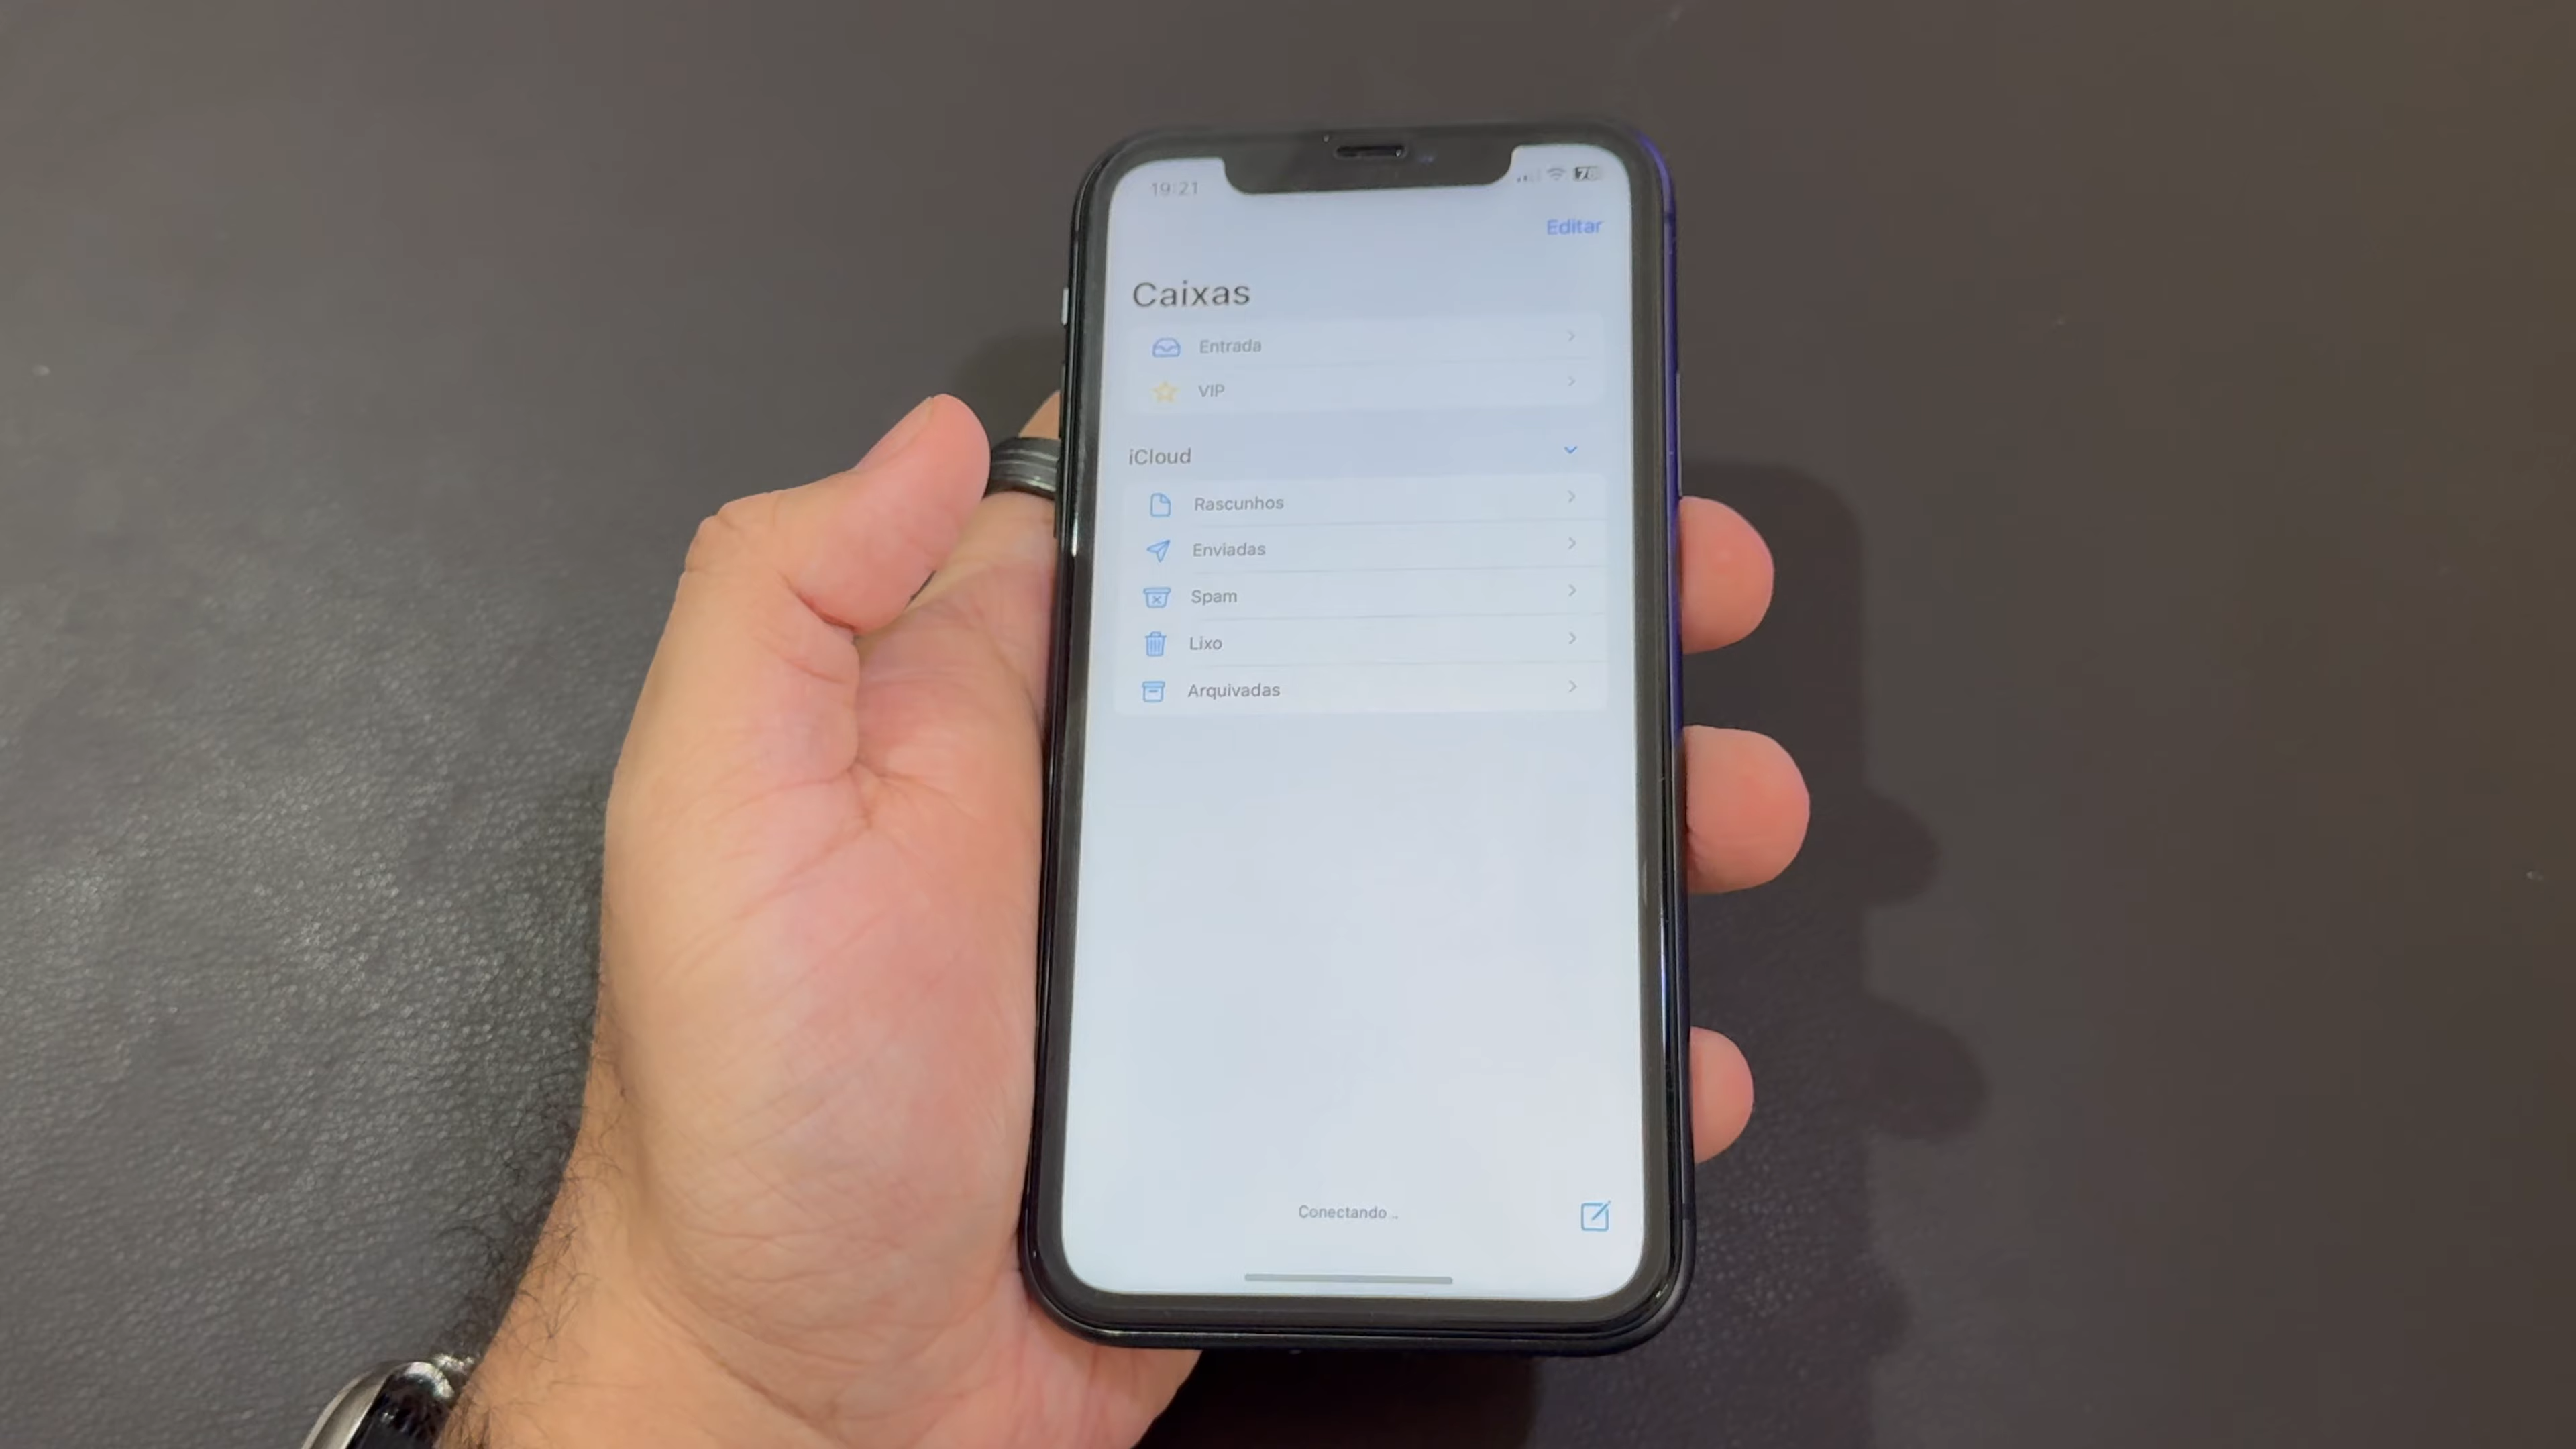 19:21
Editar
Caixas
Entrada
VIP
iCloud
Rascunhos
Enviadas
Spam
Lixo
Arquivadas
Conectando ..